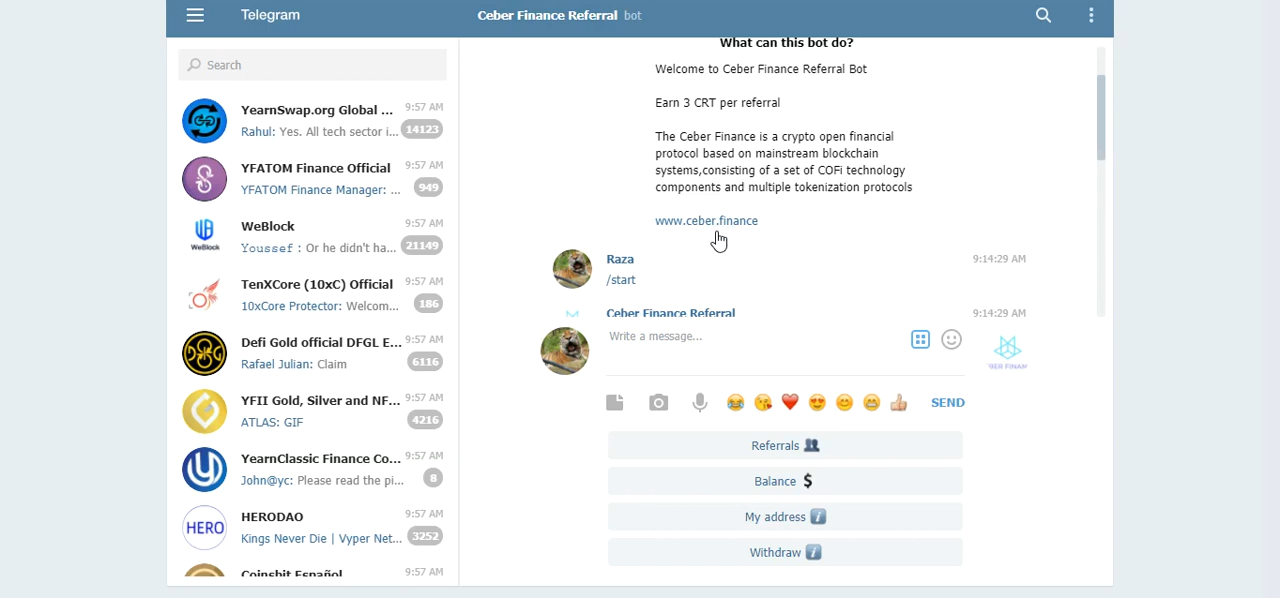 Telegram
Ceber Finance Referral bot
Search
YearnSwap.org Global ... 9:57 AM
Rahul: Yes. All tech sector i... 14123
YFATOM Finance Official 9:57 AM
YFATOM Finance Manager: ... 949
WeBlock 9:57 AM
WeBlock
Youssef : Or he didn't ha... 21149
TenXCore (10xC) Official 9:57 AM
10xCore Protector: Welcom... 186
Defi Gold official DFGL E... 9:57 AM
Rafael Julian: Claim 6116
YFII Gold, Silver and NF... 9:57 AM
ATLAS: GIF 4216
YearnClassic Finance Co... 9:57 AM
John@yc: Please read the pi... 8
HERODAO 9:57 AM
HERO
Kings Never Die | Vyper Net... 3252
Coinsbit Español 9:57 AM
What can this bot do?
Welcome to Ceber Finance Referral Bot
Earn 3 CRT per referral
The Ceber Finance is a crypto open financial
protocol based on mainstream blockchain
systems,consisting of a set of COFi technology
components and multiple tokenization protocols
www.ceber.finance
Raza 9:14:29 AM
/start
Ceber Finance Referral 9:14:29 AM
Write a message...
BER FINAN
SEND
Referrals
Balance $
My address
Withdraw